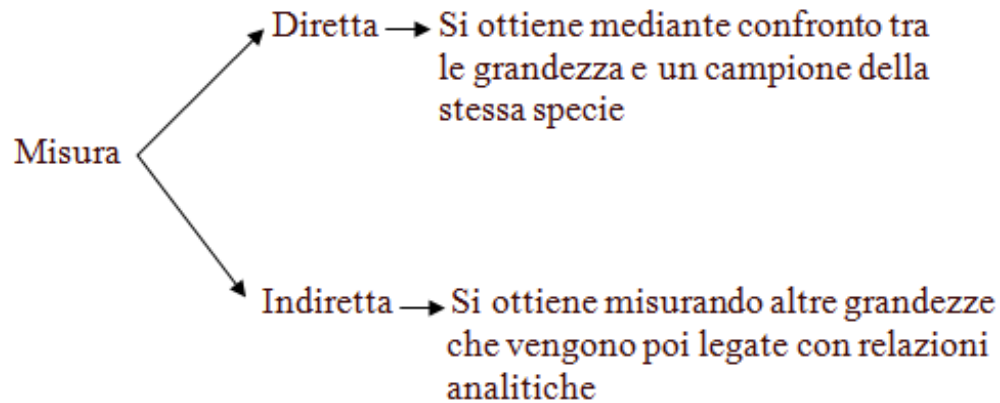 Diretta
Si ottiene mediante confronto tra
le grandezza e un campione della
stessa specie
Misura
Indiretta
Si ottiene misurando altre grandezze
che vengono poi legate con relazioni
analitiche